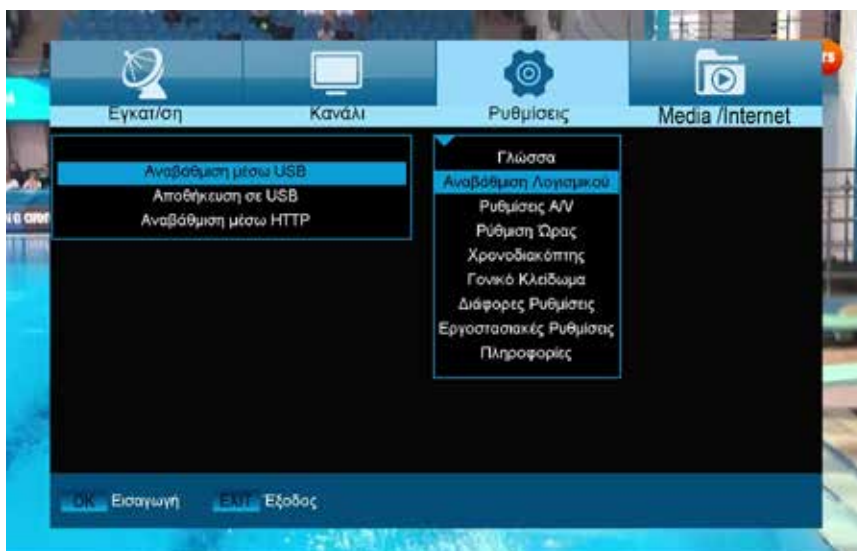 Εγκατ/ση
Κανάλι
Ρυθμίσεις
Media /Internet
Αναβάθμιση μέσω USB
Αποθήκευση σε USB
Αναβάθμιση μέσω HTTP
Γλώσσα
Αναβάθμιση Λογισμικού
Ρυθμίσεις A/V
Ρύθμιση Ώρας
Χρονοδιακόπτης
Γονικό Κλείδωμα
Διάφορες Ρυθμίσεις
Εργοστασιακές Ρυθμίσεις
Πληροφορίες
OK Εισαγωγή EXIT Έξοδος